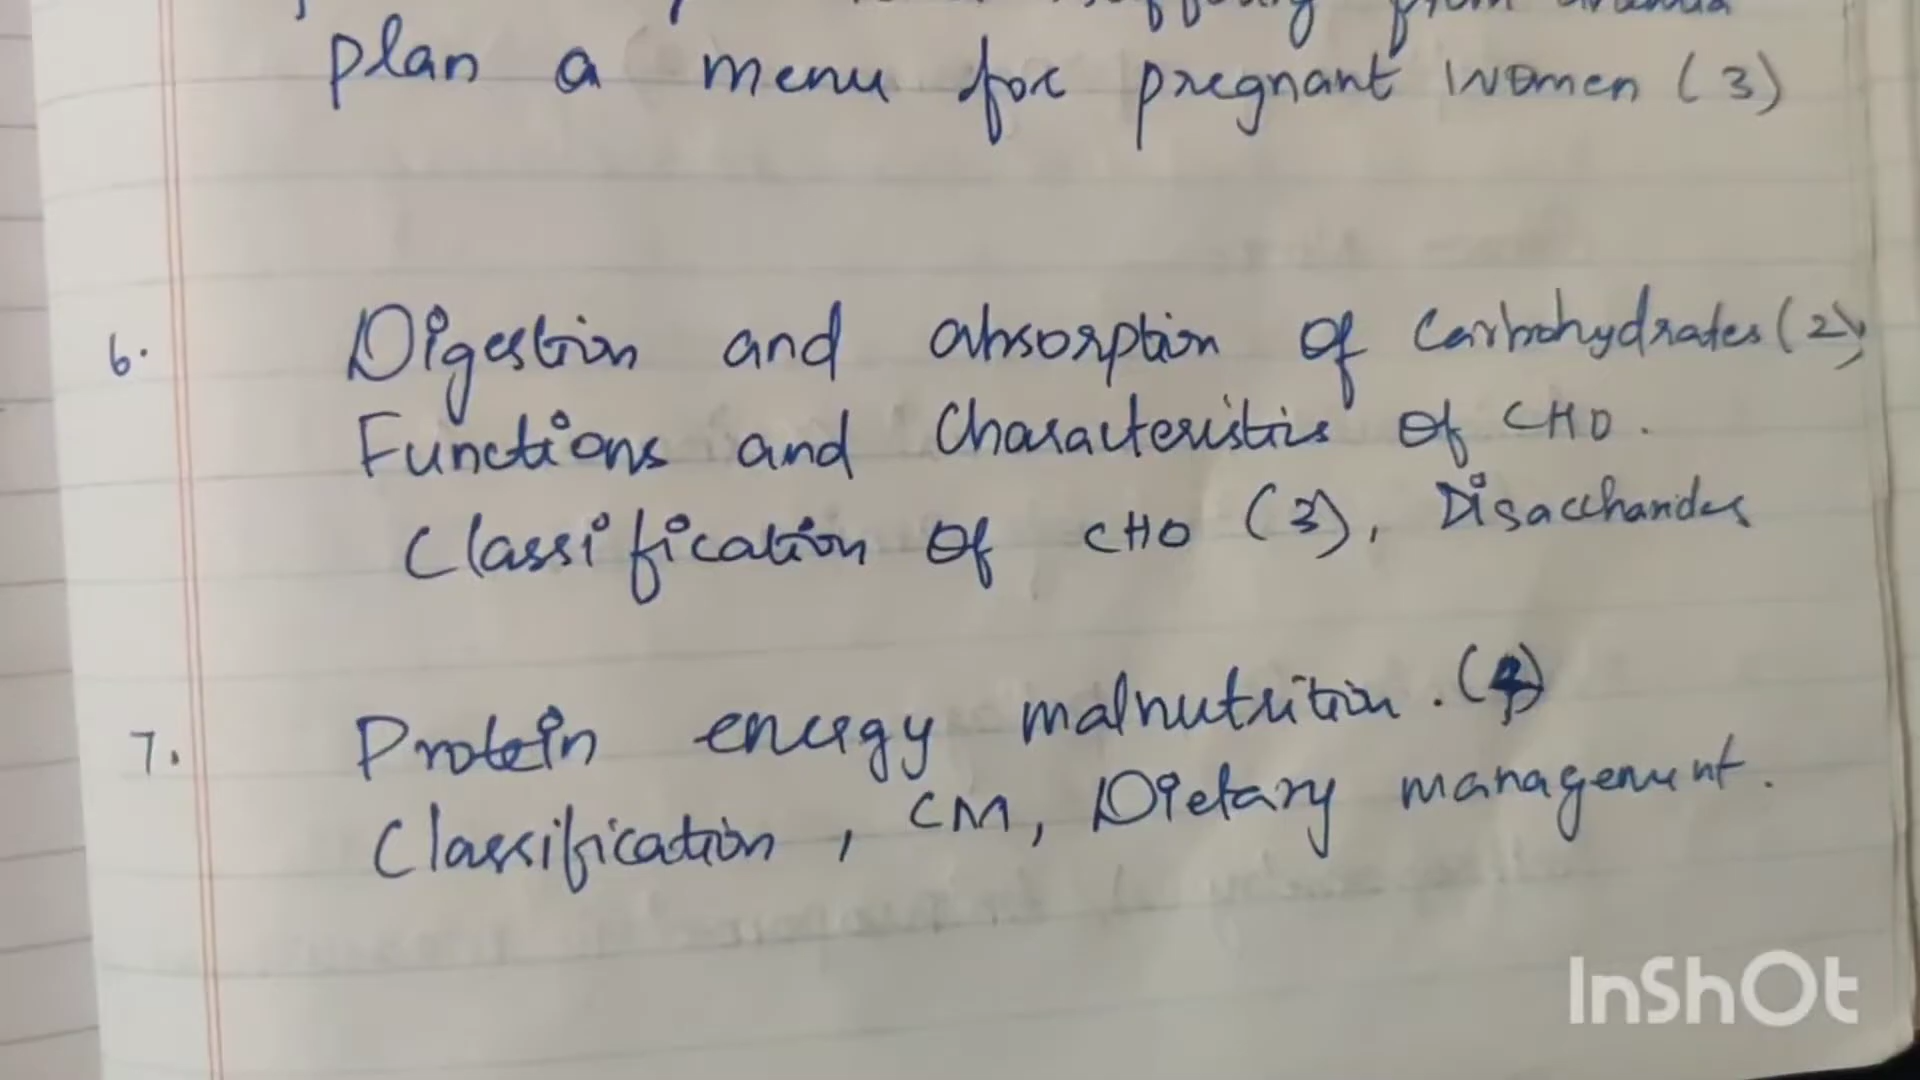 from
plan a menu for pregnant women (3)
6. Digestion and absorption of Carbohydrates (2),
Functions and Characteristics of CHO.
Classification of CHO (3), Disaccharides
7. Protein energy malnutrition.
Classification, CM, Dietary management.
InShOt